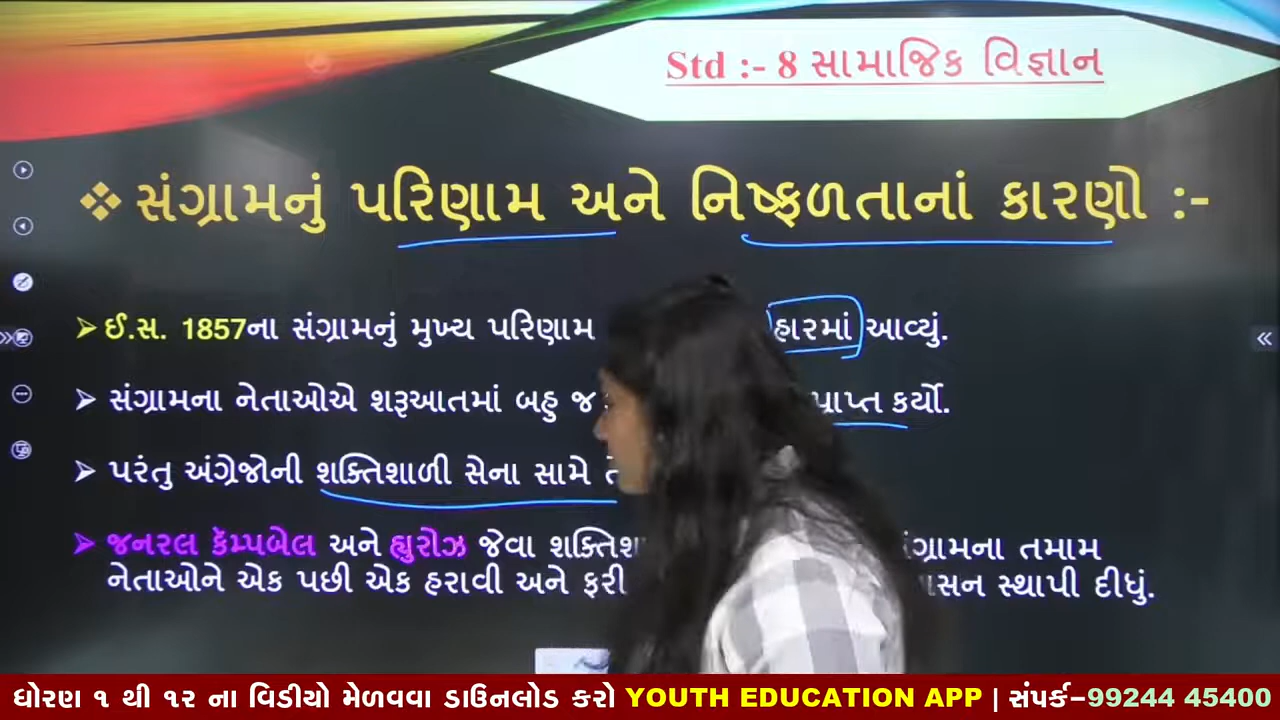 Std :- 8 સામાજિક વિજ્ઞાન
❖ સંગ્રામનું પરિણામ અને નિષ્ફળતાનાં કારણો :-
➤ ઈ.સ. 1857ના સંગ્રામનું મુખ્ય પરિણામ હારમાં આવ્યું.
➤ સંગ્રામના નેતાઓએ શરૂઆતમાં બહુ જ પ્રાપ્ત કર્યો.
➤ પરંતુ અંગ્રેજોની શક્તિશાળી સેના સામે
➤ જનરલ કૅમ્પબેલ અને હ્યુરોઝ જેવા તમામ
નેતાઓને એક પછી એક હરાવી અને ફરી સ્થાપી દીધું.
ધોરણ ૧ થી ૧૨ ના વિડીયો મેળવવા ડાઉનલોડ કરો YOUTH EDUCATION APP | સંપર્ક–99244 45400